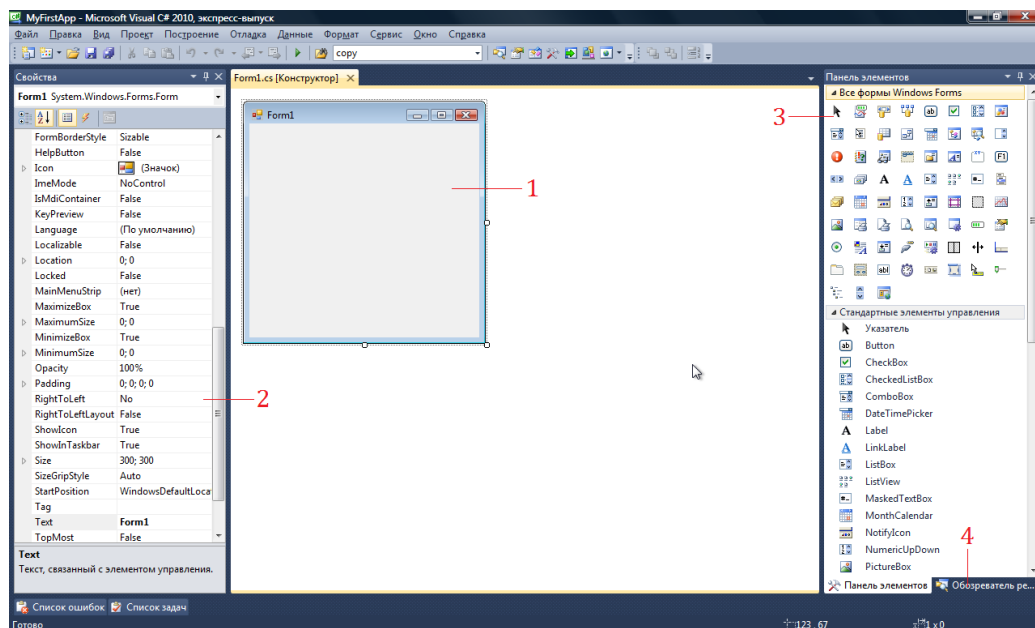 MyFirstApp - Microsoft Visual C# 2010, экспресс-выпуск
Файл Правка Вид Проект Построение Отладка Данные Формат Сервис Окно Справка
copy
Свойства
Form1 System.Windows.Forms.Form
FormBorderStyle Sizable
HelpButton False
Icon (Значок)
ImeMode NoControl
IsMdiContainer False
KeyPreview False
Language (По умолчанию)
Localizable False
Location 0; 0
Locked False
MainMenuStrip (нет)
MaximizeBox True
MaximumSize 0; 0
MinimizeBox True
MinimumSize 0; 0
Opacity 100%
Padding 0; 0; 0; 0
RightToLeft No
RightToLeftLayout False
ShowIcon True
ShowInTaskbar True
Size 300; 300
SizeGripStyle Auto
StartPosition WindowsDefaultLoca
Tag
Text Form1
TopMost False
Text
Текст, связанный с элементом управления.
2
Form1.cs [Конструктор]
Form1
1
Панель элементов
Все формы Windows Forms
3
Стандартные элементы управления
Указатель
Button
CheckBox
CheckedListBox
ComboBox
DateTimePicker
Label
LinkLabel
ListBox
ListView
MaskedTextBox
MonthCalendar
NotifyIcon
NumericUpDown
PictureBox
4
Панель элементов Обозреватель ре...
Список ошибок Список задач
Готово 123 , 67 1 x 0